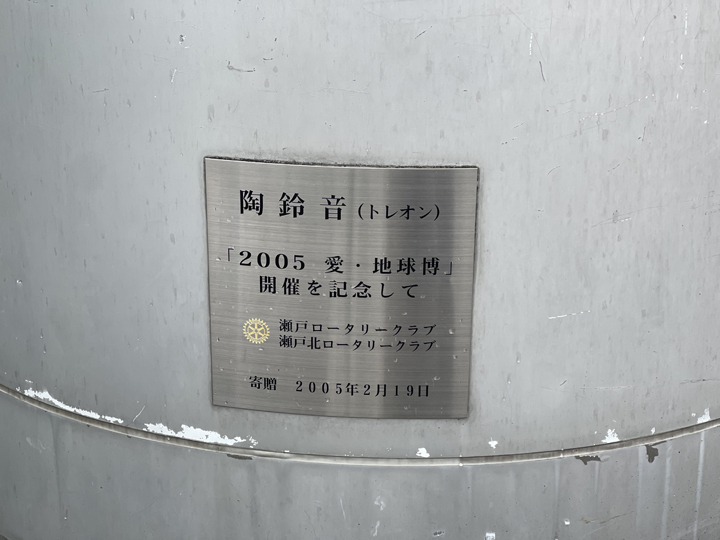 陶鈴音(トレオン)
「2005 愛・地球博」
開催を記念して
瀬戸ロータリークラブ
瀬戸北ロータリークラブ
寄贈 2005年2月19日